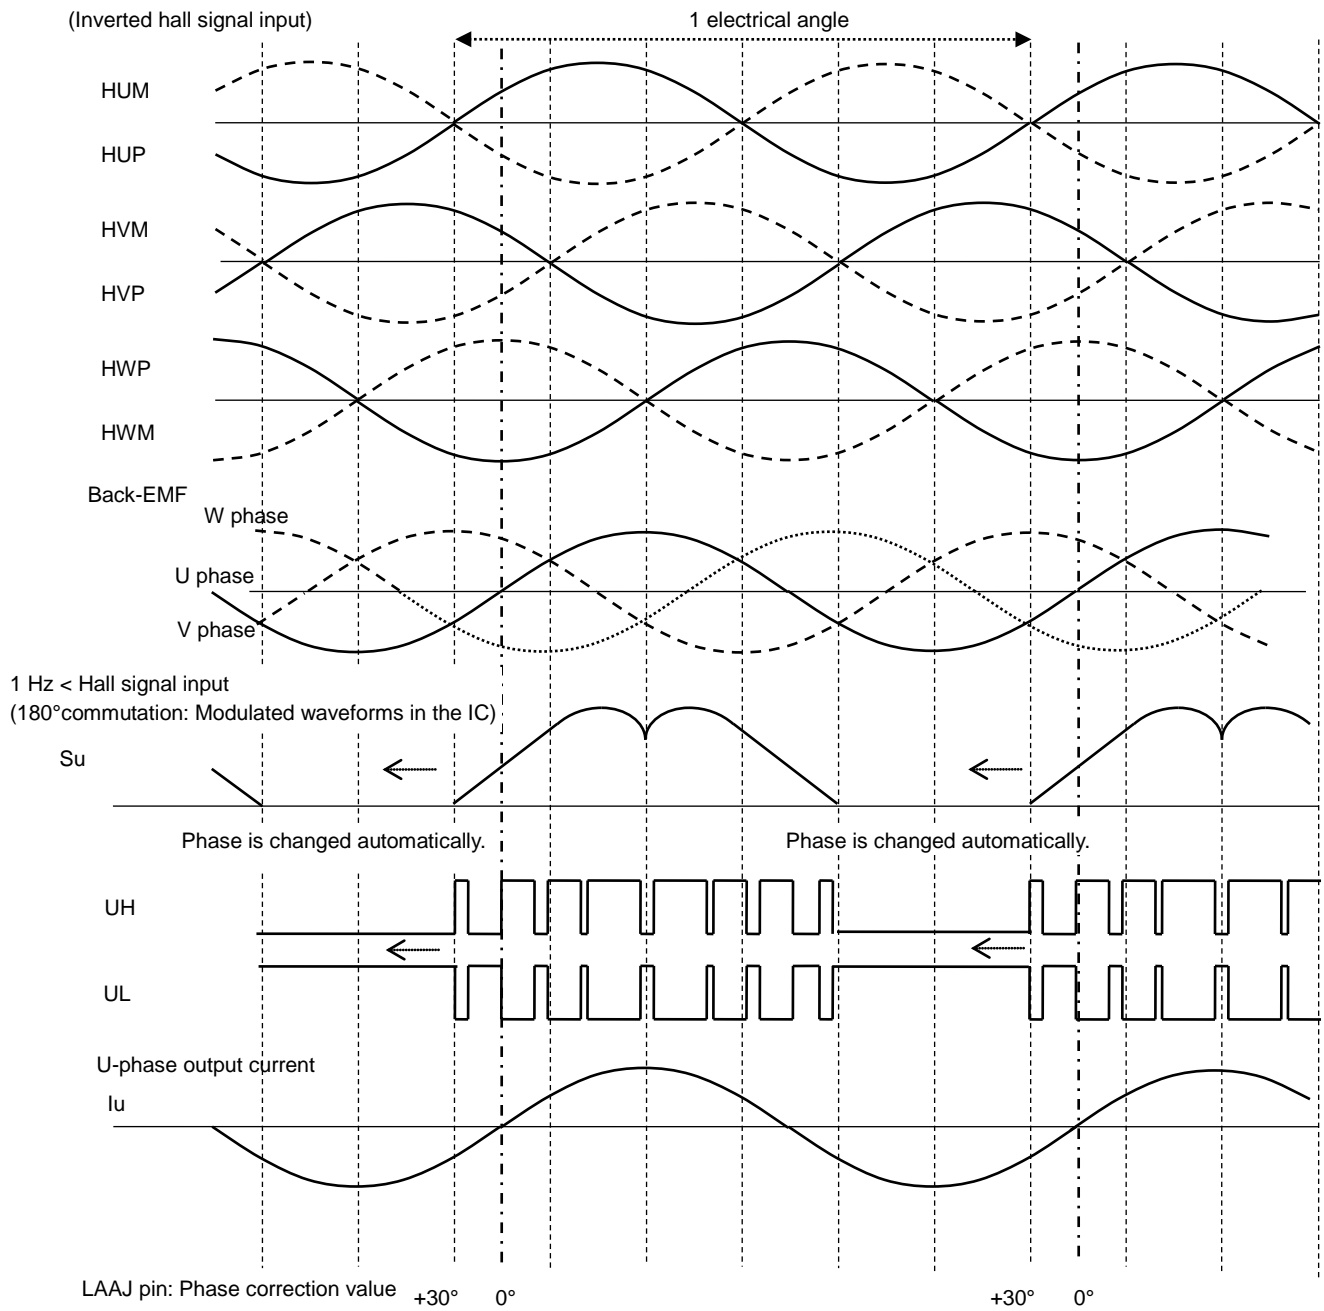 (Inverted hall signal input)
1 electrical angle
HUM
HUP
HVM
HVP
HWP
HWM
Back-EMF
W phase
U phase
V phase
1 Hz < Hall signal input
(180°commutation: Modulated waveforms in the IC)
Su
Phase is changed automatically.
Phase is changed automatically.
UH
UL
U-phase output current
Iu
LAAJ pin: Phase correction value
+30° 0° +30° 0°